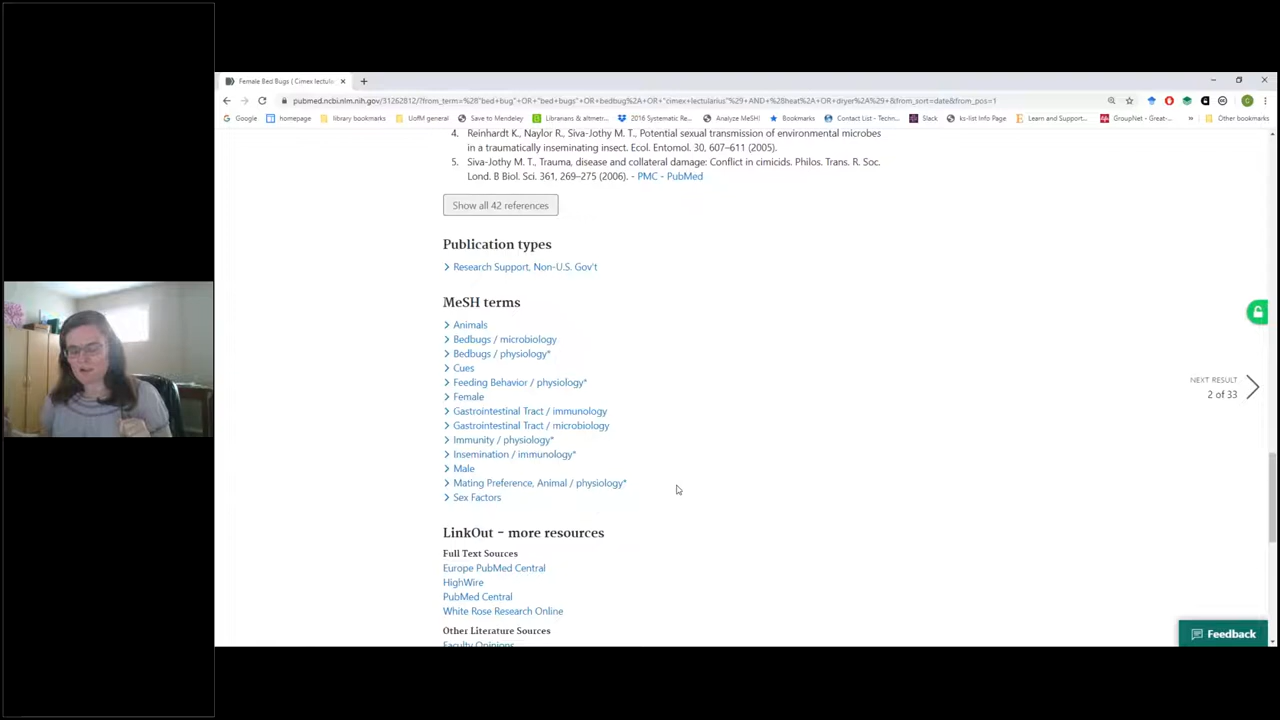 Female Bed Bugs ( Cimex lectula
pubmed.ncbi.nlm.nih.gov/31262812/?from_term=%28"bed+bug"+OR+"bed+bugs"+OR+bedbug%2A+OR+"cimex+lectularius"%29+AND+%28heat%2A+OR+dryer%2A%29+&from_sort=date&from_pos=1
Google homepage library bookmarks UofM general Save to Mendeley Librarians & altmetr... 2016 Systematic Re... Analyze MeSH! Bookmarks Contact List - Techn... Slack ks-list Info Page Learn and Support... GroupNet - Great-... » Other bookmarks
4. Reinhardt K., Naylor R., Siva-Jothy M. T., Potential sexual transmission of environmental microbes
in a traumatically inseminating insect. Ecol. Entomol. 30, 607–611 (2005).
5. Siva-Jothy M. T., Trauma, disease and collateral damage: Conflict in cimicids. Philos. Trans. R. Soc.
Lond. B Biol. Sci. 361, 269–275 (2006). - PMC - PubMed
Show all 42 references
Publication types
Research Support, Non-U.S. Gov't
MeSH terms
Animals
Bedbugs / microbiology
Bedbugs / physiology*
Cues
Feeding Behavior / physiology*
Female
Gastrointestinal Tract / immunology
Gastrointestinal Tract / microbiology
Immunity / physiology*
Insemination / immunology*
Male
Mating Preference, Animal / physiology*
Sex Factors
NEXT RESULT
2 of 33
LinkOut – more resources
Full Text Sources
Europe PubMed Central
HighWire
PubMed Central
White Rose Research Online
Other Literature Sources
Faculty Opinions
Feedback